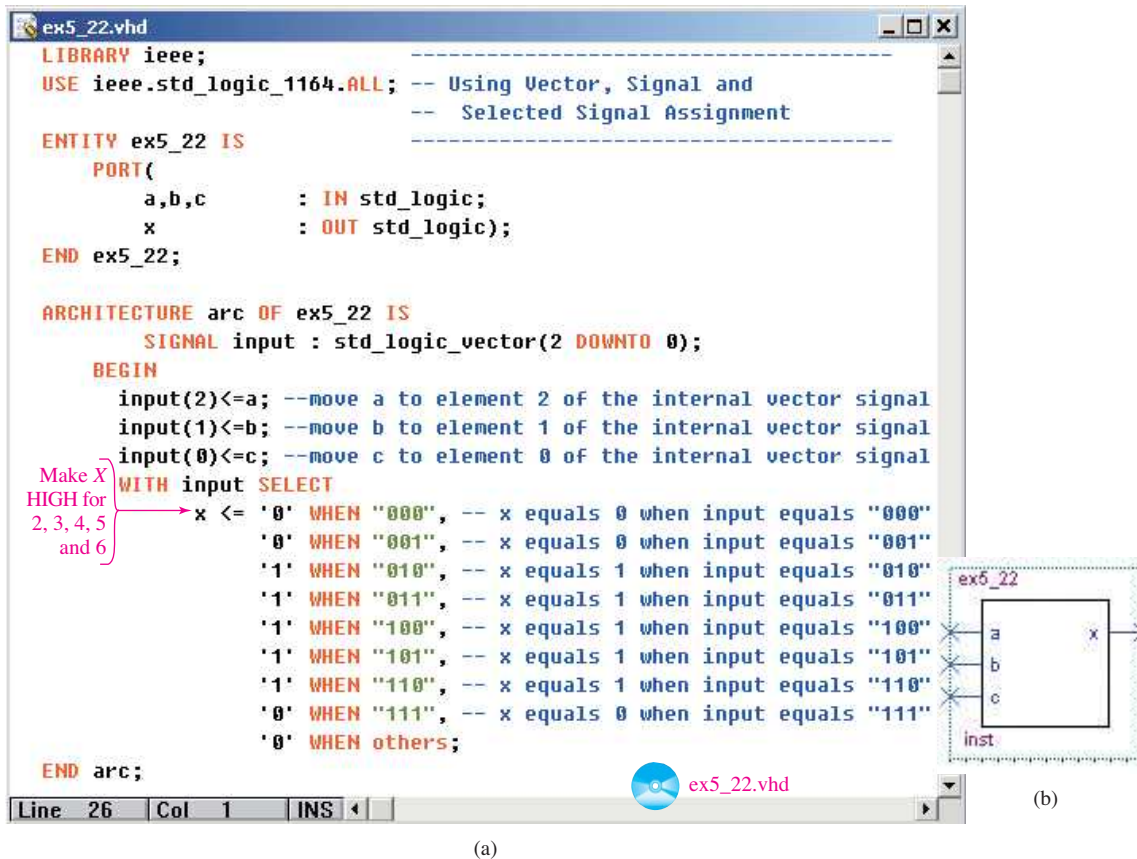 ex5_22.vhd
LIBRARY ieee; -------------------------------------
USE ieee.std_logic_1164.ALL; -- Using Vector, Signal and
-- Selected Signal Assignment
ENTITY ex5_22 IS -------------------------------------
PORT(
a,b,c : IN std_logic;
x : OUT std_logic);
END ex5_22;
ARCHITECTURE arc OF ex5_22 IS
SIGNAL input : std_logic_vector(2 DOWNTO 0);
BEGIN
input(2)<=a; --move a to element 2 of the internal vector signal
input(1)<=b; --move b to element 1 of the internal vector signal
input(0)<=c; --move c to element 0 of the internal vector signal
WITH input SELECT
x <= '0' WHEN "000", -- x equals 0 when input equals "000"
'0' WHEN "001", -- x equals 0 when input equals "001"
'1' WHEN "010", -- x equals 1 when input equals "010"
'1' WHEN "011", -- x equals 1 when input equals "011"
'1' WHEN "100", -- x equals 1 when input equals "100"
'1' WHEN "101", -- x equals 1 when input equals "101"
'1' WHEN "110", -- x equals 1 when input equals "110"
'0' WHEN "111", -- x equals 0 when input equals "111"
'0' WHEN others;
END arc;
Make X
HIGH for
2, 3, 4, 5
and 6
ex5_22.vhd
Line 26 Col 1 INS
(a)
ex5_22
a x
b
c
inst
(b)